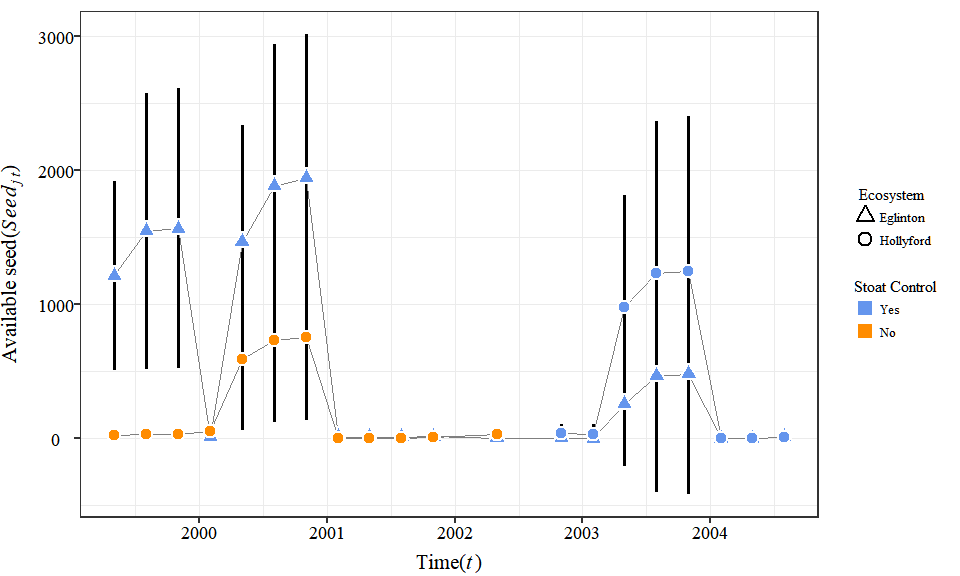 3000
2000
1000
0
Available seed(Seed_jt)
2000
2001
2002
2003
2004
Time(t)
Ecosystem
Eglinton
Hollyford
Stoat Control
Yes
No